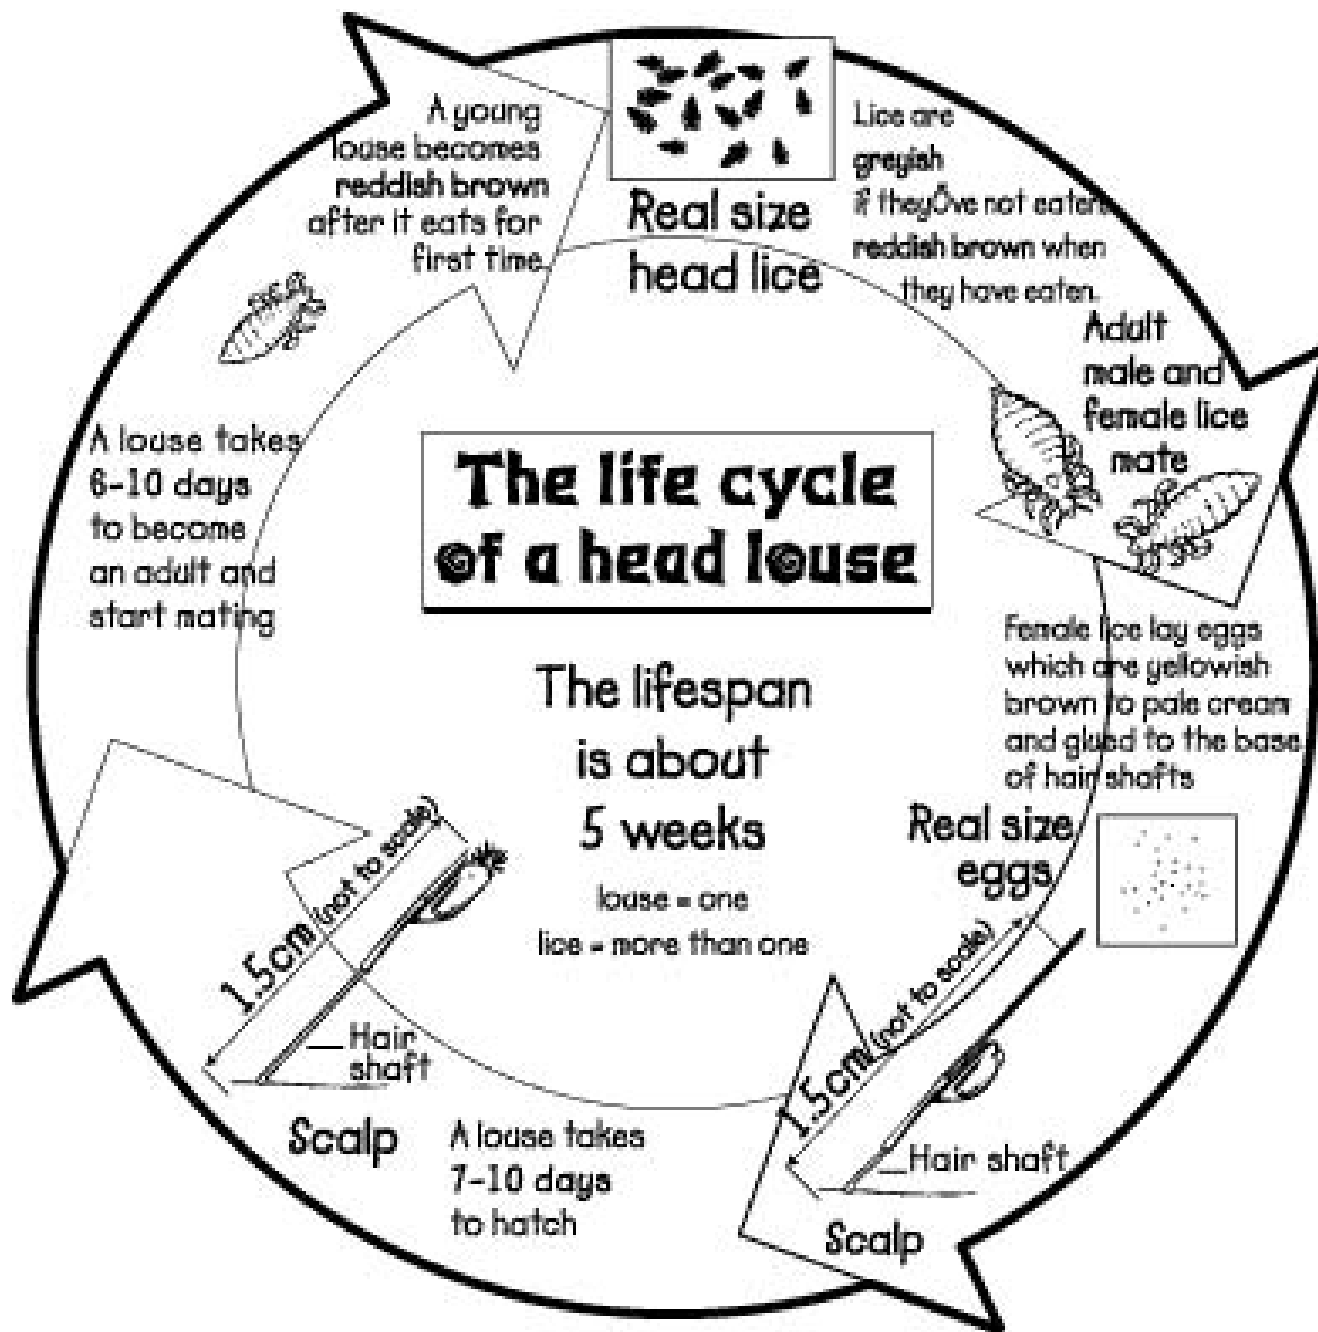 The life cycle
of a head louse
The lifespan
is about
5 weeks
louse = one
lice = more than one
Real size
head lice
Lice are
greyish
if theyÕve not eaten.
reddish brown when
they have eaten.
Adult
male and
female lice
mate
Female lice lay eggs
which are yellowish
brown to pale cream
and glued to the base
of hair shafts
Real size
eggs
1.5cm (not to scale)
Hair shaft
Scalp
A louse takes
7-10 days
to hatch
1.5cm (not to scale)
Hair
shaft
Scalp
A louse takes
6-10 days
to become
an adult and
start mating
A young
louse becomes
reddish brown
after it eats for
first time.